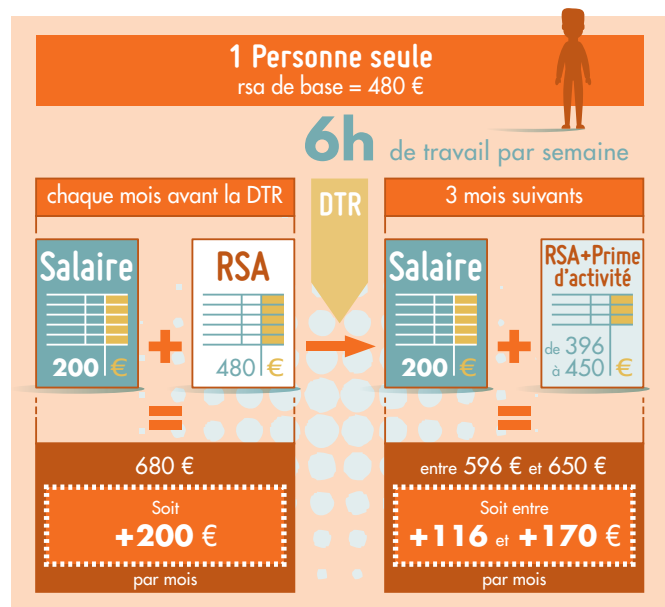 1 Personne seule
rsa de base = 480 €
6h de travail par semaine
chaque mois avant la DTR
Salaire
200 €
+
RSA
480 €
=
680 €
Soit
+200 €
par mois
DTR
3 mois suivants
Salaire
200 €
+
RSA+Prime
d'activité
de 396
à 450 €
=
entre 596 € et 650 €
Soit entre
+116 et +170 €
par mois